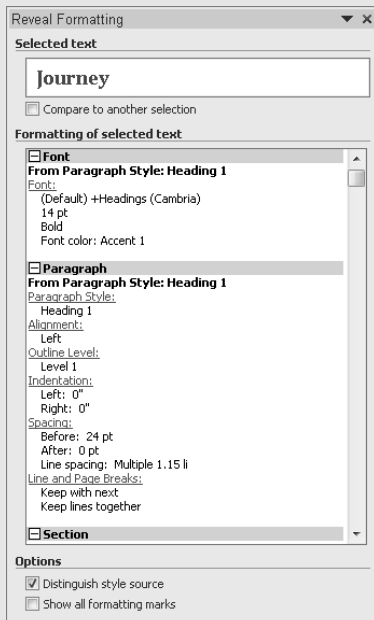 Reveal Formatting
Selected text
Journey
Compare to another selection
Formatting of selected text
Font
From Paragraph Style: Heading 1
Font:
(Default) +Headings (Cambria)
14 pt
Bold
Font color: Accent 1
Paragraph
From Paragraph Style: Heading 1
Paragraph Style:
Heading 1
Alignment:
Left
Outline Level:
Level 1
Indentation:
Left: 0"
Right: 0"
Spacing:
Before: 24 pt
After: 0 pt
Line spacing: Multiple 1.15 li
Line and Page Breaks:
Keep with next
Keep lines together
Section
Options
Distinguish style source
Show all formatting marks